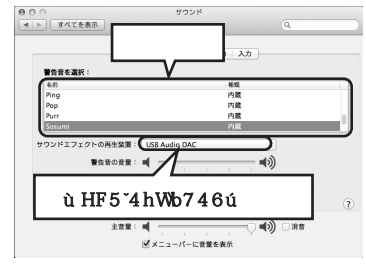 サウンド
すべてを表示
入力
警告音を選択：
名前 種類
Ping 内蔵
Pop 内蔵
Purr 内蔵
Sosumi 内蔵
サウンドエフェクトの再生装置： USB Audio DAC
警告音の音量：
ù HF5˜4hWb746ú
?
主音量： 消音
メニューバーに音量を表示